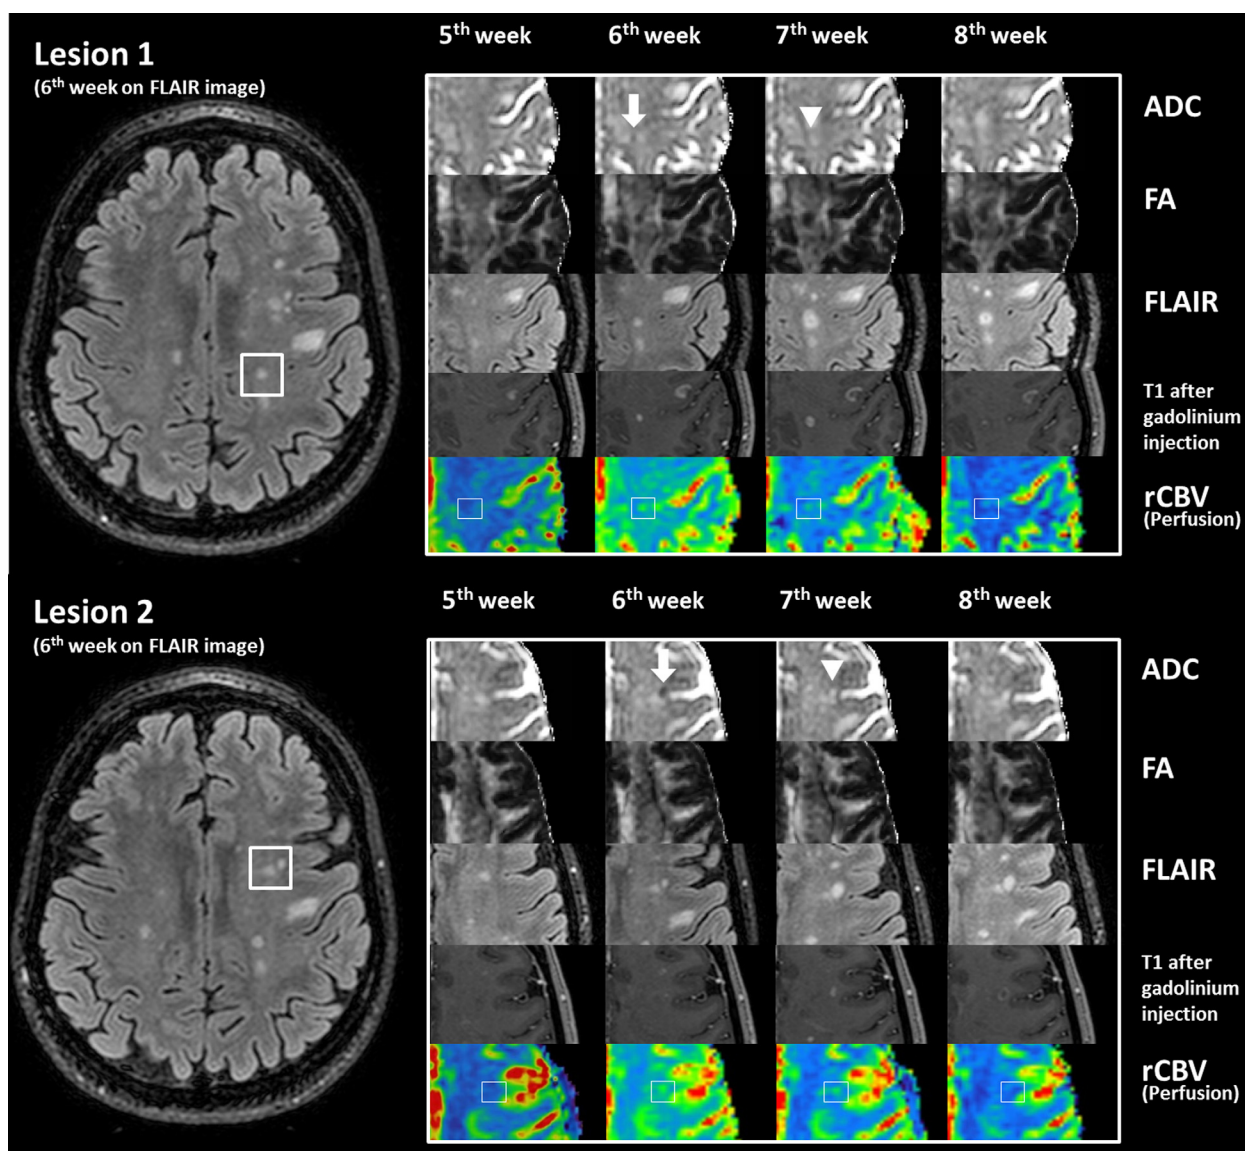 Lesion 1
(6th week on FLAIR image)
5th week
6th week
7th week
8th week
ADC
FA
FLAIR
T1 after
gadolinium
injection
rCBV
(Perfusion)
Lesion 2
(6th week on FLAIR image)
5th week
6th week
7th week
8th week
ADC
FA
FLAIR
T1 after
gadolinium
injection
rCBV
(Perfusion)